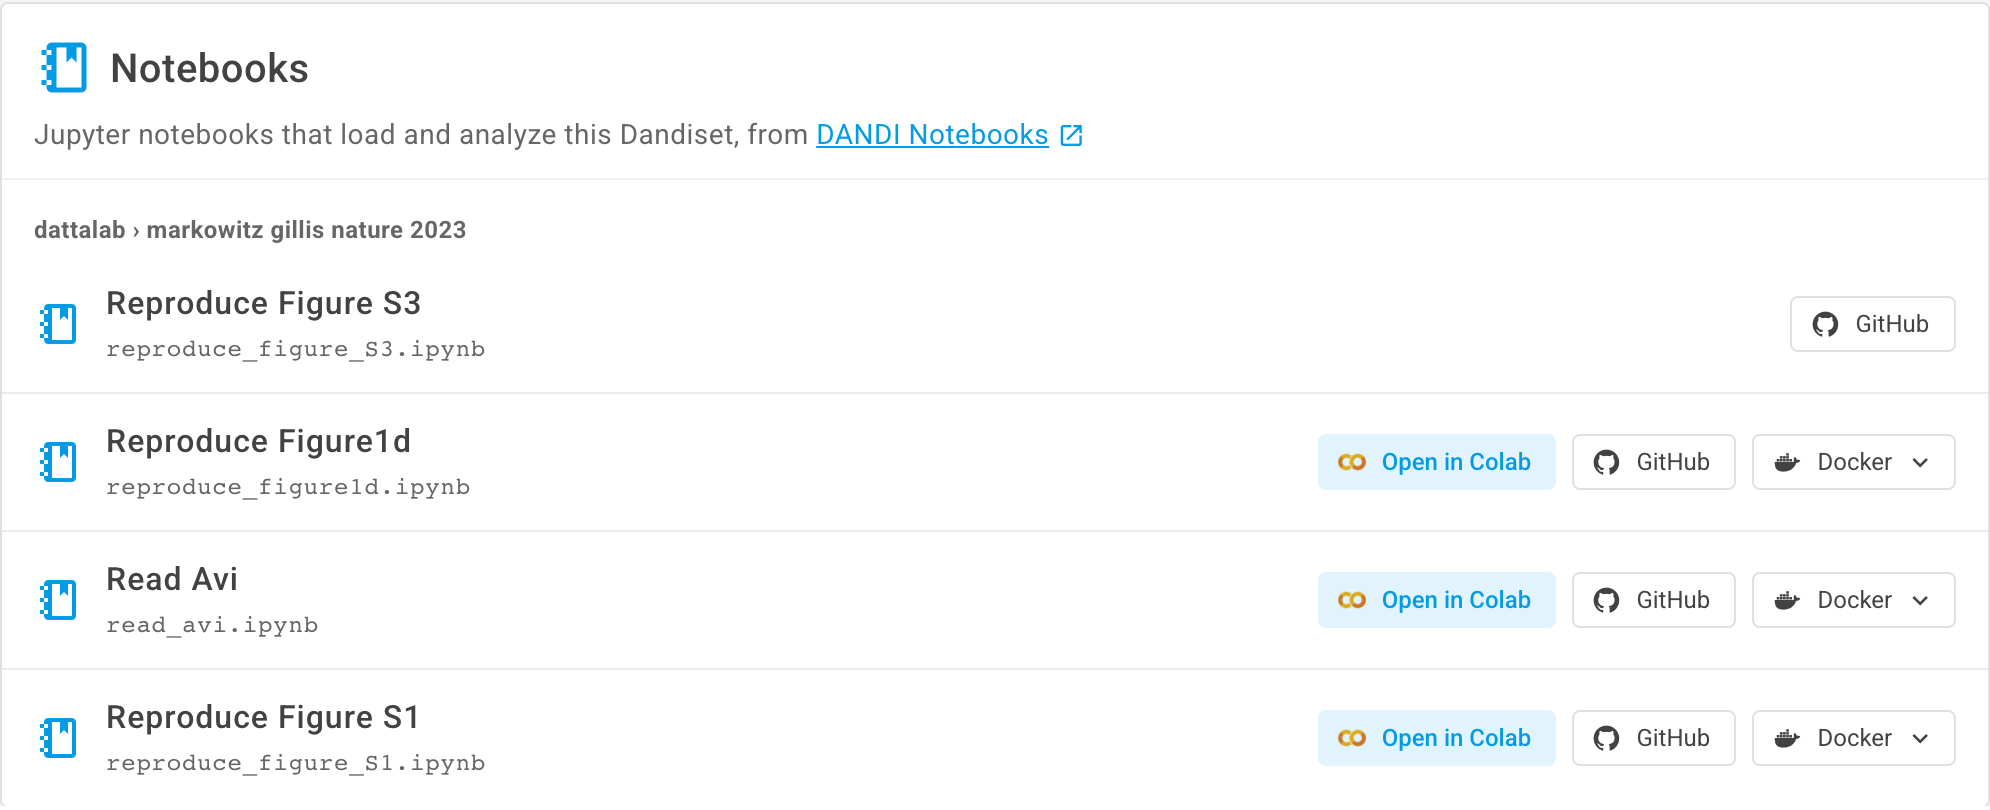 Notebooks
Jupyter notebooks that load and analyze this Dandiset, from DANDI Notebooks
dattalab › markowitz gillis nature 2023
Reproduce Figure S3
reproduce_figure_S3.ipynb
GitHub
Reproduce Figure1d
reproduce_figure1d.ipynb
Open in Colab GitHub Docker
Read Avi
read_avi.ipynb
Open in Colab GitHub Docker
Reproduce Figure S1
reproduce_figure_S1.ipynb
Open in Colab GitHub Docker